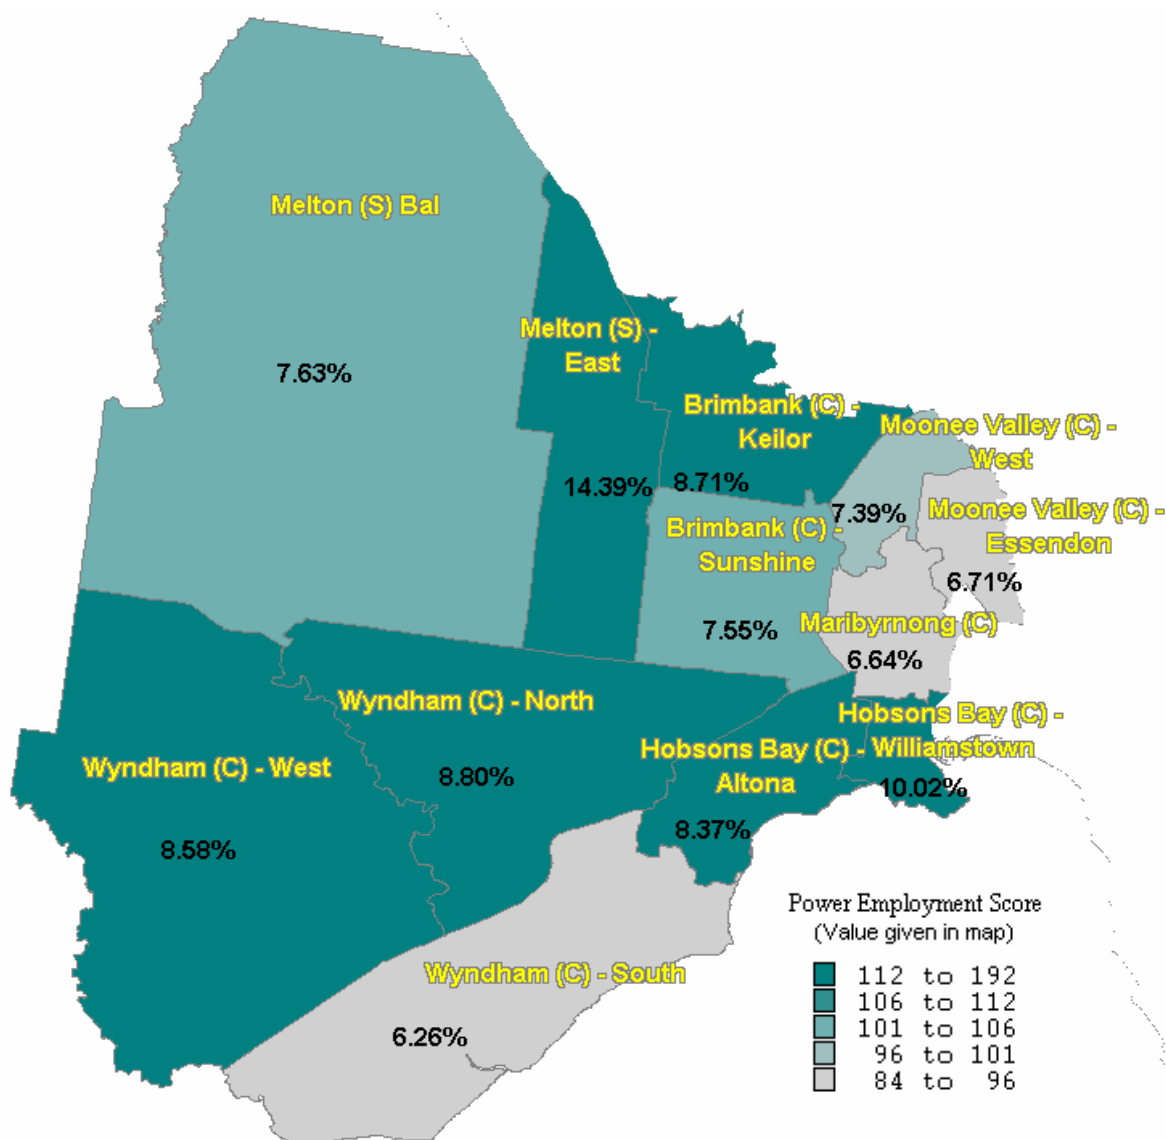 Melton (S) Bal
7.63%
Melton (S) -
East
14.39%
Brimbank (C) -
Keilor
8.71%
Moonee Valley (C) -
West
7.39%
Moonee Valley (C) -
Essendon
6.71%
Brimbank (C) -
Sunshine
7.55%
Maribyrnong (C)
6.64%
Wyndham (C) - North
8.80%
Hobsons Bay (C) -
Williamstown
10.02%
Hobsons Bay (C) -
Altona
8.37%
Wyndham (C) - West
8.58%
Wyndham (C) - South
6.26%
Power Employment Score
(Value given in map)
112 to 192
106 to 112
101 to 106
96 to 101
84 to 96